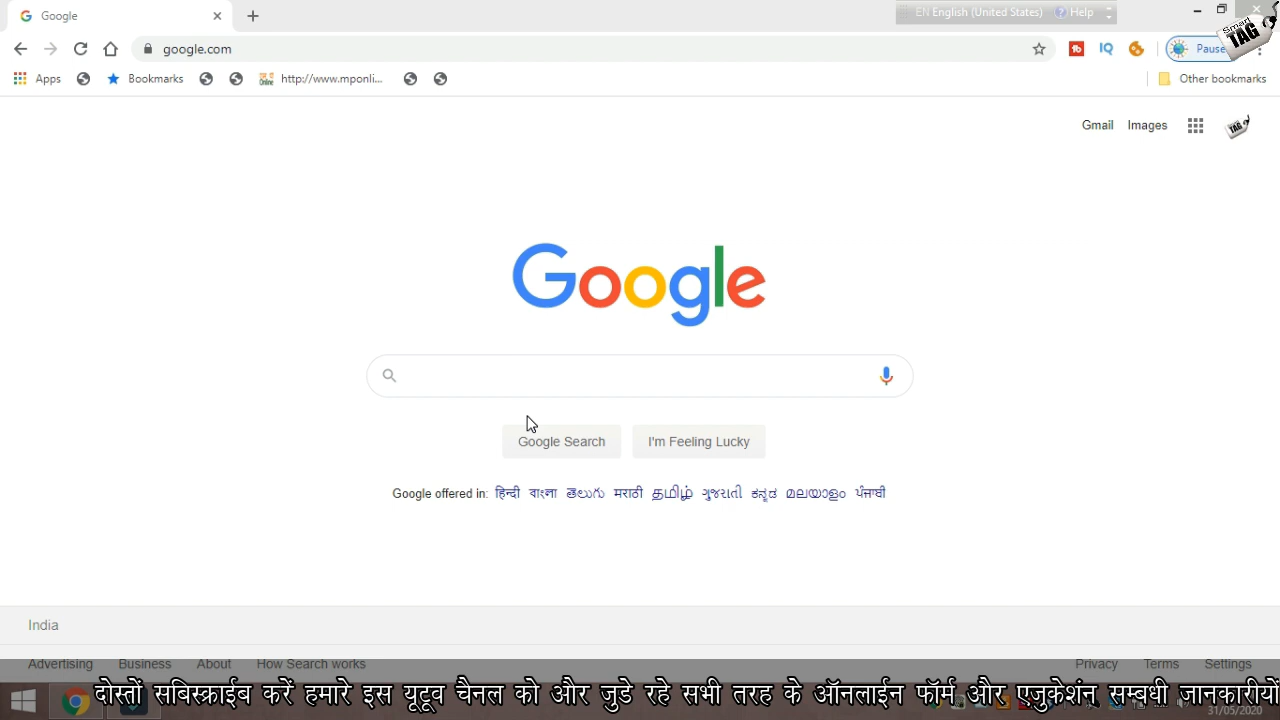 Google
EN English (United States) Help
Smart TAG
google.com
Pause
Apps Bookmarks http://www.mponli... Other bookmarks
Gmail Images TAG
Google
Google Search I'm Feeling Lucky
Google offered in: हिन्दी বাংলা తెలుగు मराठी தமிழ் ગુજરાતી ಕನ್ನಡ മലയാളം ਪੰਜਾਬੀ
India
Advertising Business About How Search works Privacy Terms Settings
दोस्तों सबिस्क्राईब करें हमारे इस यूटूव चैनल को और जुडे रहे सभी तरह के ऑनलाईन फॉर्म और एजुकेशंन सम्बधी जानकारीयों
31/05/2020